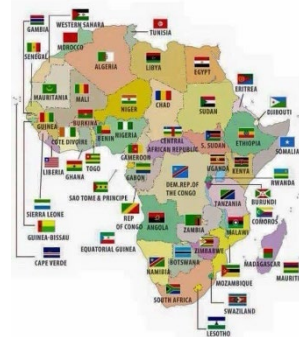 GAMBIA
WESTERN SAHARA
TUNISIA
SENEGAL
MOROCCO
ALGERIA
LIBYA
EGYPT
MAURITANIA
MALI
NIGER
CHAD
SUDAN
ERITREA
DJIBOUTI
GUINEA
BURKINA
BENIN
NIGERIA
CENTRAL
AFRICAN REPUBLIC
S. SUDAN
ETHIOPIA
SOMALIA
COTE DIVOIRE
TOGO
CAMEROON
LIBERIA
GHANA
GABON
UGANDA
KENYA
RWANDA
DEM.REP.OF
THE CONGO
SAO TOME & PRINCIPE
TANZANIA
BURUNDI
SIERRA LEONE
REP
OF CONGO
ANGOLA
ZAMBIA
MALAWI
COMOROS
GUINEA-BISSAU
EQUATORIAL GUINEA
ZIMBABWE
CAPE VERDE
NAMIBIA
BOTSWANA
MADAGASCAR
MAURIT
MOZAMBIQUE
SOUTH AFRICA
SWAZILAND
LESOTHO